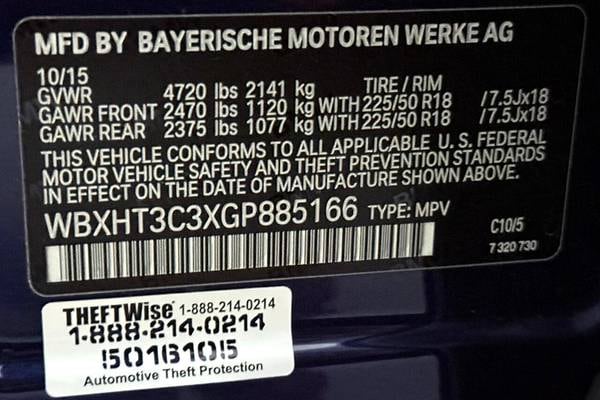 MFD BY BAYERISCHE MOTOREN WERKE AG
10/15
GVWR 4720 lbs 2141 kg TIRE / RIM
GAWR FRONT 2470 lbs 1120 kg WITH 225/50 R18 / 7.5Jx18
GAWR REAR 2375 lbs 1077 kg WITH 225/50 R18 / 7.5Jx18
THIS VEHICLE CONFORMS TO ALL APPLICABLE U. S. FEDERAL
MOTOR VEHICLE SAFETY AND THEFT PREVENTION STANDARDS
IN EFFECT ON THE DATE OF MANUFACTURE SHOWN ABOVE.
WBXHT3C3XGP885166 TYPE: MPV
C10/5
7 320 730
THEFTWise 1-888-214-0214
1-888-214-0214
50161015
Automotive Theft Protection